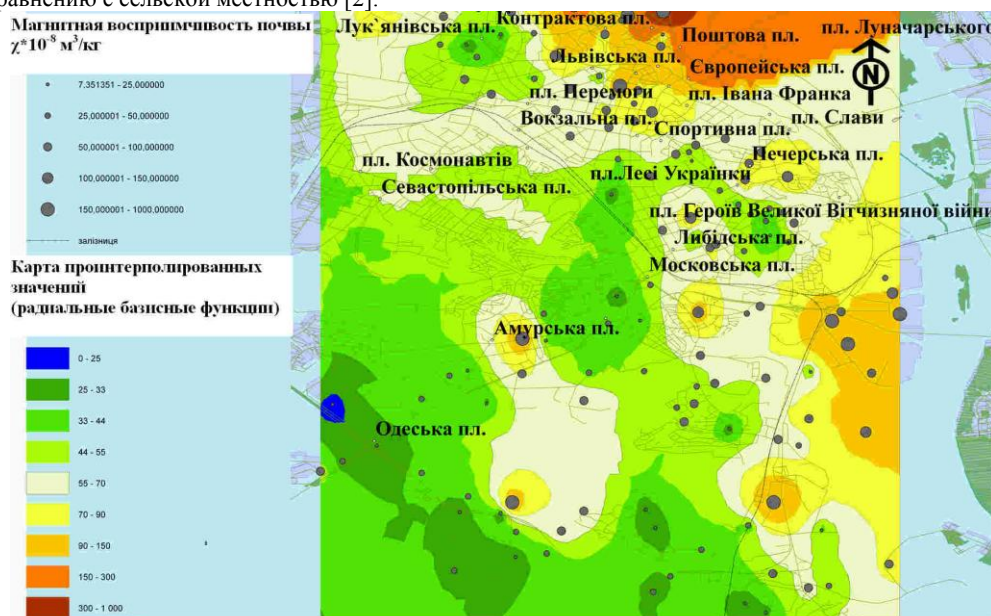 равнению с сельской местностью [2].
Магнитная восприимчивость почвы
χ*10⁻⁸ м³/кг
7,351351 - 25,000000
25,000001 - 50,000000
50,000001 - 100,000000
100,000001 - 150,000000
150,000001 - 1000,000000
залізниця
Карта проинтерполированных
значений
(радиальные базисные функции)
0 - 25
25 - 33
33 - 44
44 - 55
55 - 70
70 - 90
90 - 150
150 - 300
300 - 1 000
Лук`янівська пл.
Контрактова пл.
Поштова пл.
пл. Луначарського
Львівська пл.
Європейська пл.
N
пл. Перемоги
пл. Івана Франка
Вокзальна пл.
Спортивна пл.
пл. Слави
пл. Космонавтів
Печерська пл.
Севастопільська пл.
пл.Лесі Українки
пл. Героїв Великої Вітчизняної війни
Либідська пл.
Московська пл.
Амурська пл.
Одеська пл.